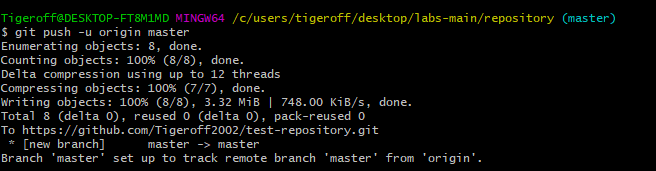 Tigeroff@DESKTOP-FT8M1MD MINGW64 /c/users/tigeroff/desktop/labs-main/repository (master)
$ git push -u origin master
Enumerating objects: 8, done.
Counting objects: 100% (8/8), done.
Delta compression using up to 12 threads
Compressing objects: 100% (7/7), done.
Writing objects: 100% (8/8), 3.32 MiB | 748.00 KiB/s, done.
Total 8 (delta 0), reused 0 (delta 0), pack-reused 0
To https://github.com/Tigeroff2002/test-repository.git
 * [new branch]      master -> master
Branch 'master' set up to track remote branch 'master' from 'origin'.